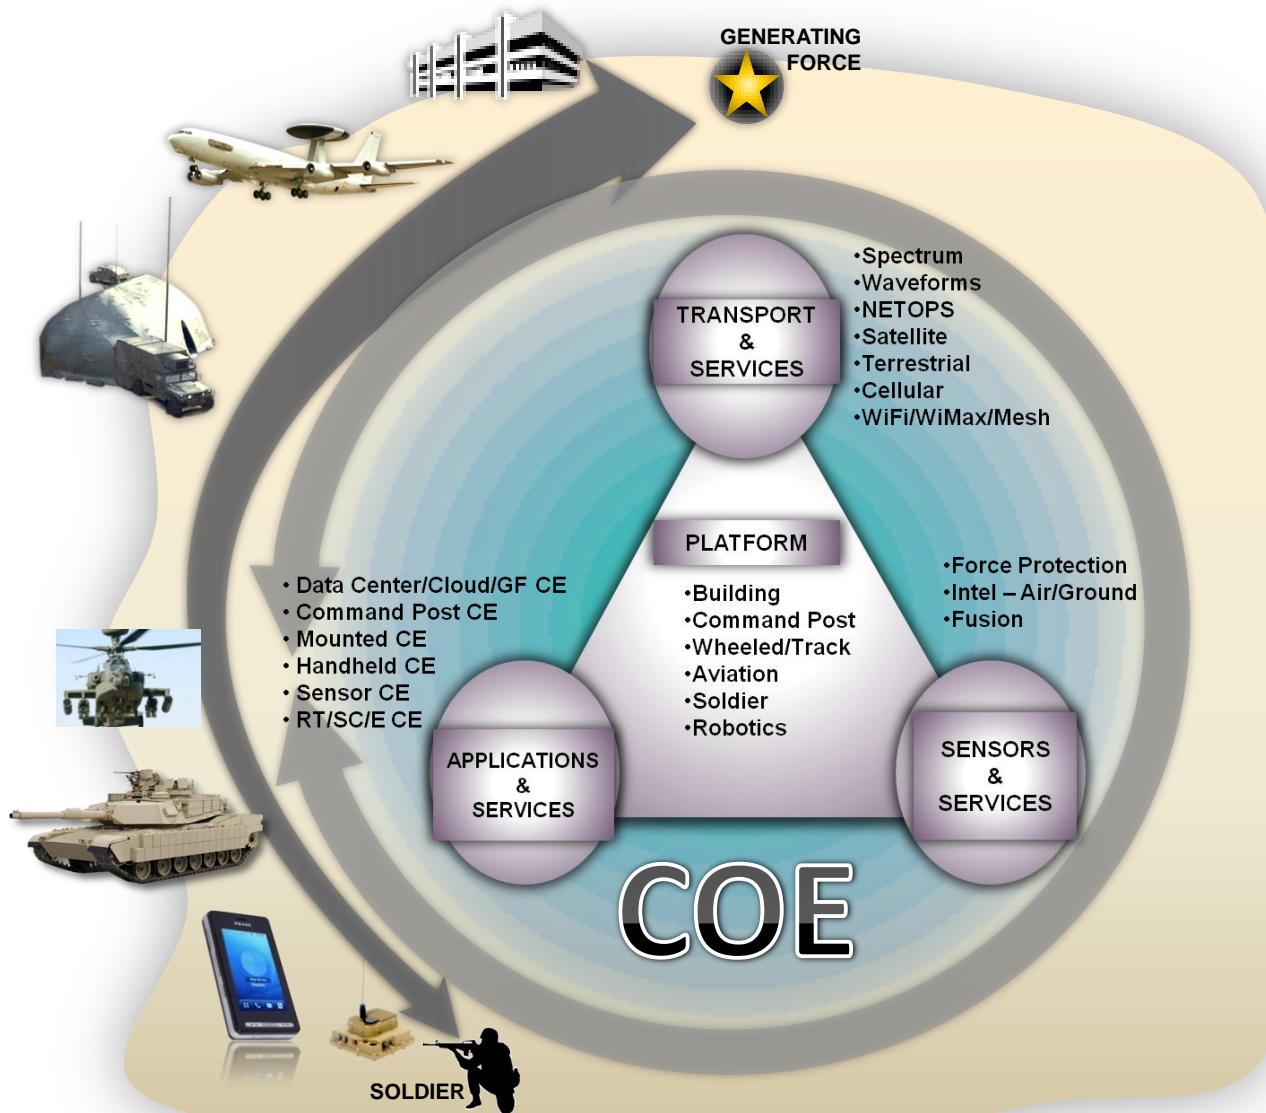 GENERATING
FORCE
TRANSPORT
&
SERVICES
•Spectrum
•Waveforms
•NETOPS
•Satellite
•Terrestrial
•Cellular
•WiFi/WiMax/Mesh
PLATFORM
•Building
•Command Post
•Wheeled/Track
•Aviation
•Soldier
•Robotics
•Force Protection
•Intel – Air/Ground
•Fusion
• Data Center/Cloud/GF CE
• Command Post CE
• Mounted CE
• Handheld CE
• Sensor CE
• RT/SC/E CE
APPLICATIONS
&
SERVICES
SENSORS
&
SERVICES
COE
SOLDIER